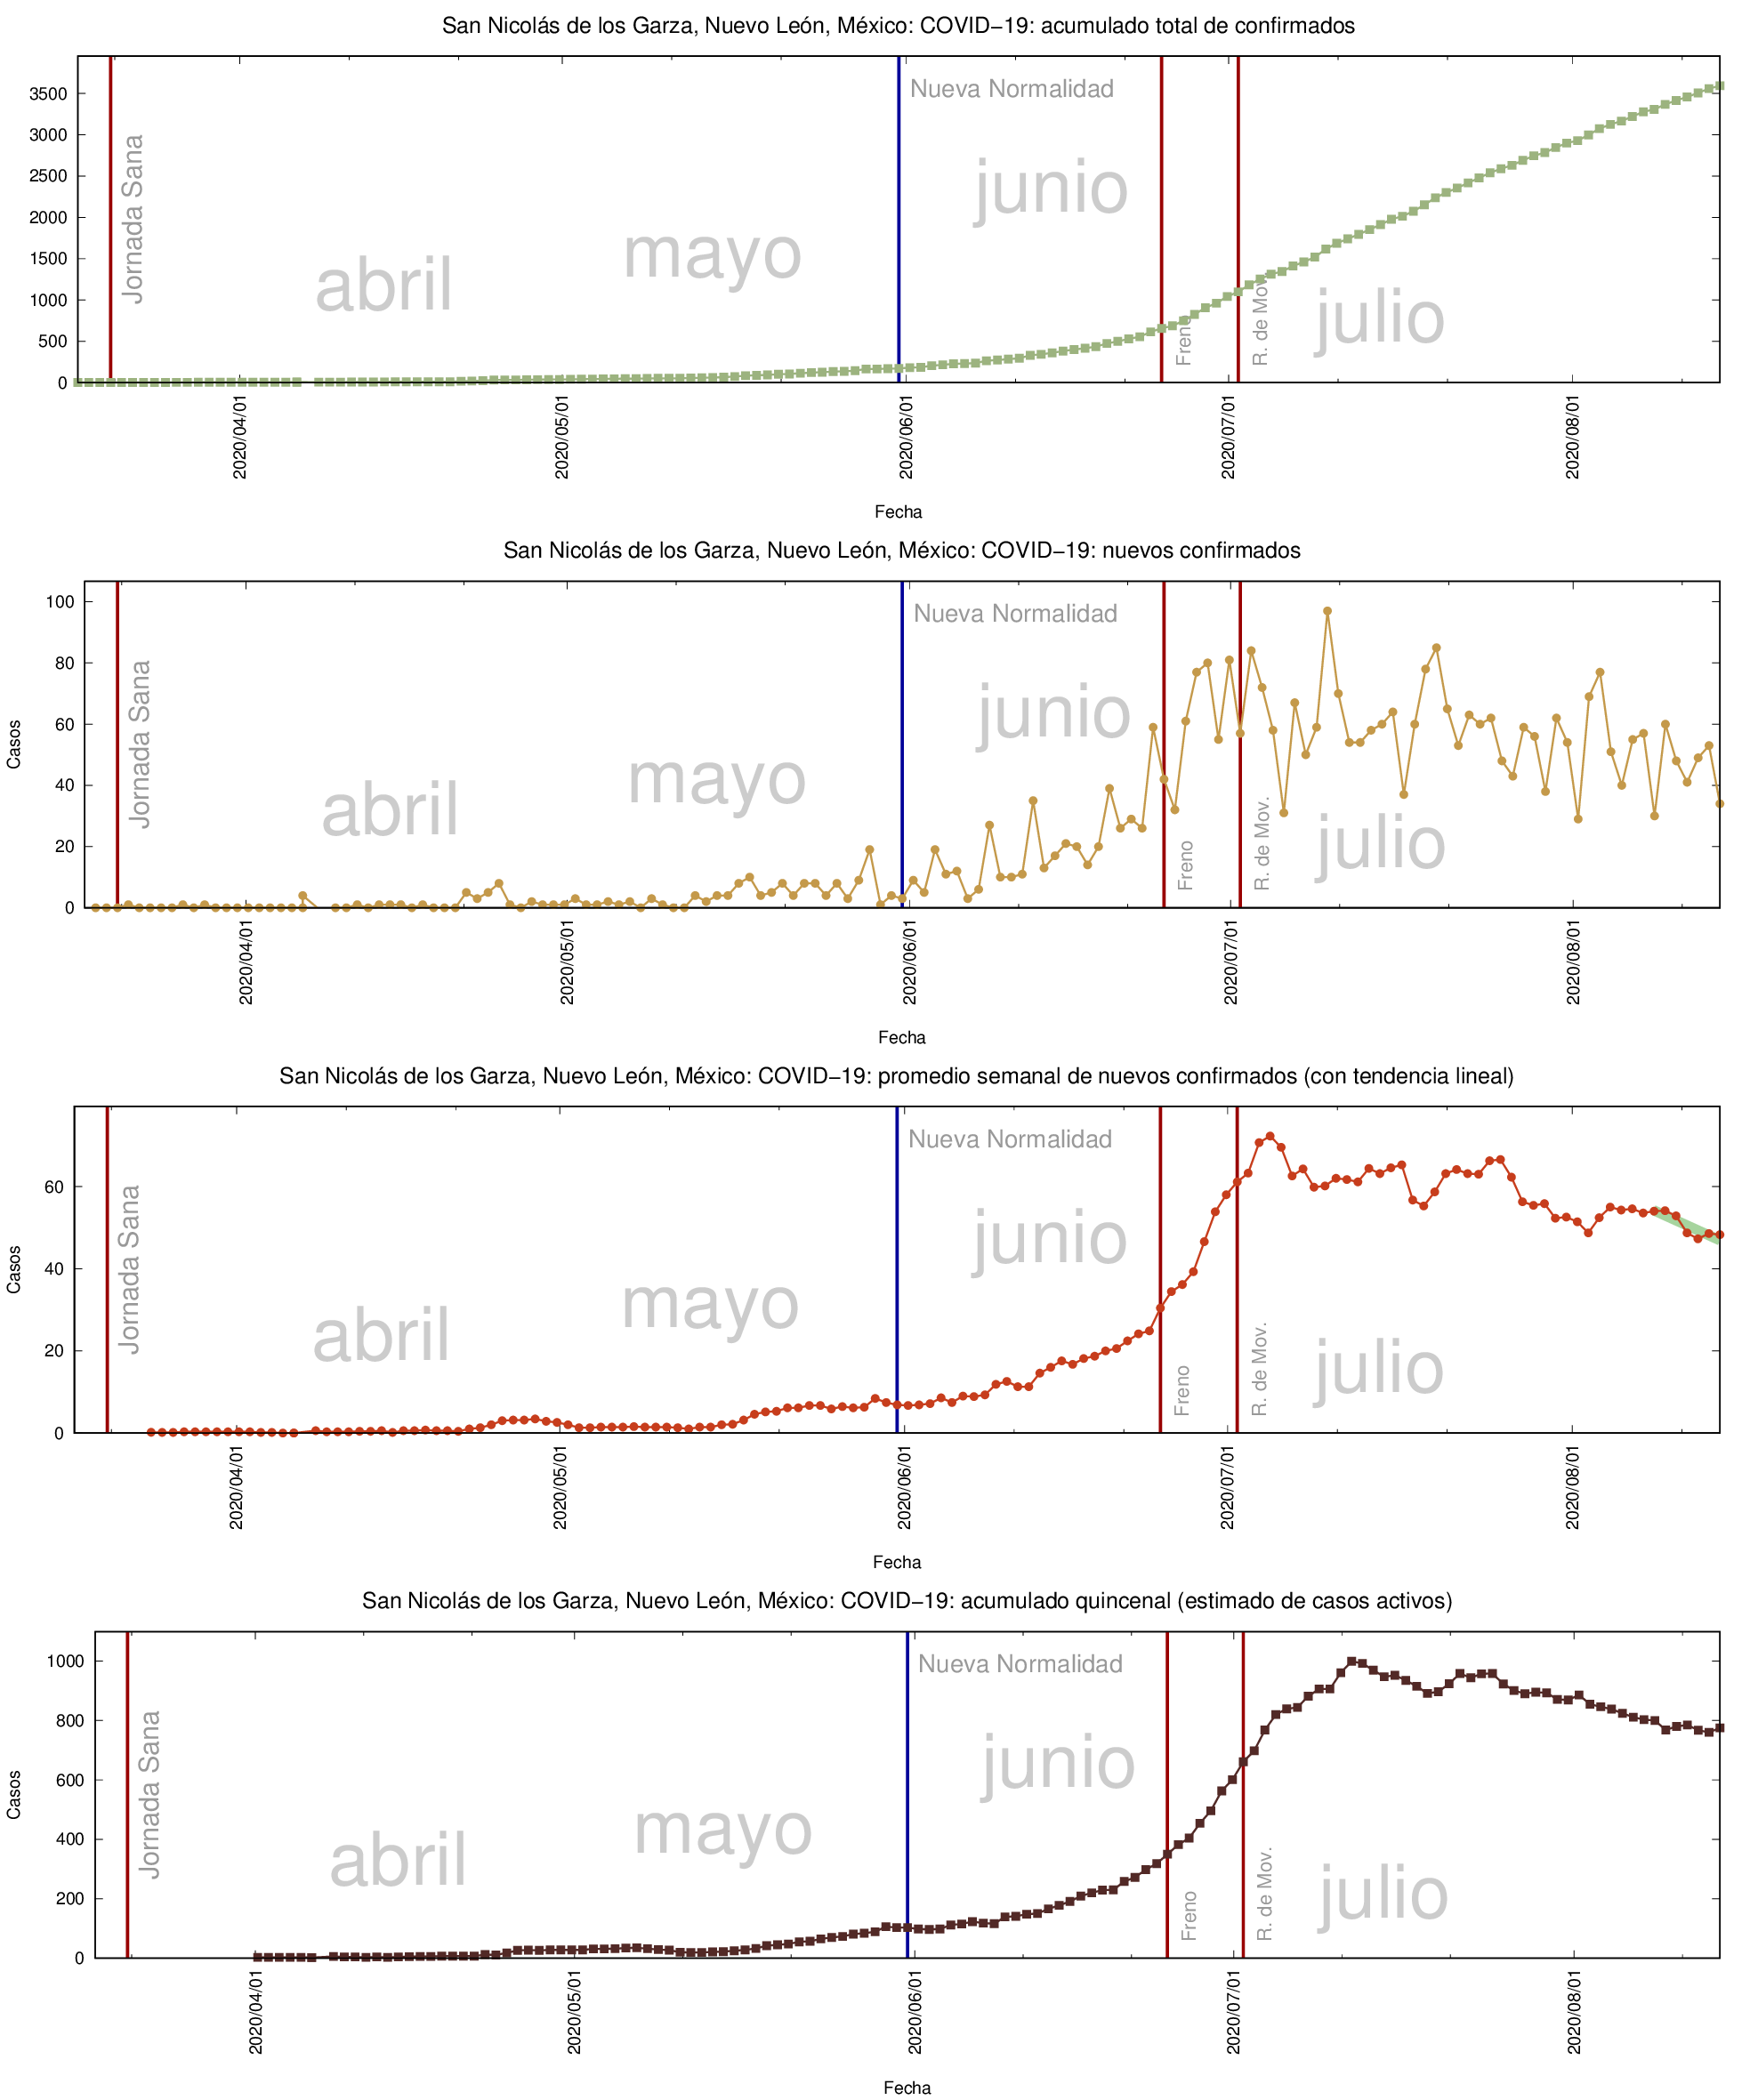 San Nicolás de los Garza, Nuevo León, México: COVID−19: acumulado total de confirmados
3500
3000
2500
2000
1500
1000
500
0
Jornada Sana
abril
mayo
Nueva Normalidad
junio
Freno
R. de Mov.
julio
2020/04/01
2020/05/01
2020/06/01
2020/07/01
2020/08/01
Fecha
San Nicolás de los Garza, Nuevo León, México: COVID−19: nuevos confirmados
Casos
100
80
60
40
20
0
Jornada Sana
abril
mayo
Nueva Normalidad
junio
Freno
R. de Mov.
julio
2020/04/01
2020/05/01
2020/06/01
2020/07/01
2020/08/01
Fecha
San Nicolás de los Garza, Nuevo León, México: COVID−19: promedio semanal de nuevos confirmados (con tendencia lineal)
Casos
60
40
20
0
Jornada Sana
abril
mayo
Nueva Normalidad
junio
Freno
R. de Mov.
julio
2020/04/01
2020/05/01
2020/06/01
2020/07/01
2020/08/01
Fecha
San Nicolás de los Garza, Nuevo León, México: COVID−19: acumulado quincenal (estimado de casos activos)
Casos
1000
800
600
400
200
0
Jornada Sana
abril
mayo
Nueva Normalidad
junio
Freno
R. de Mov.
julio
2020/04/01
2020/05/01
2020/06/01
2020/07/01
2020/08/01
Fecha